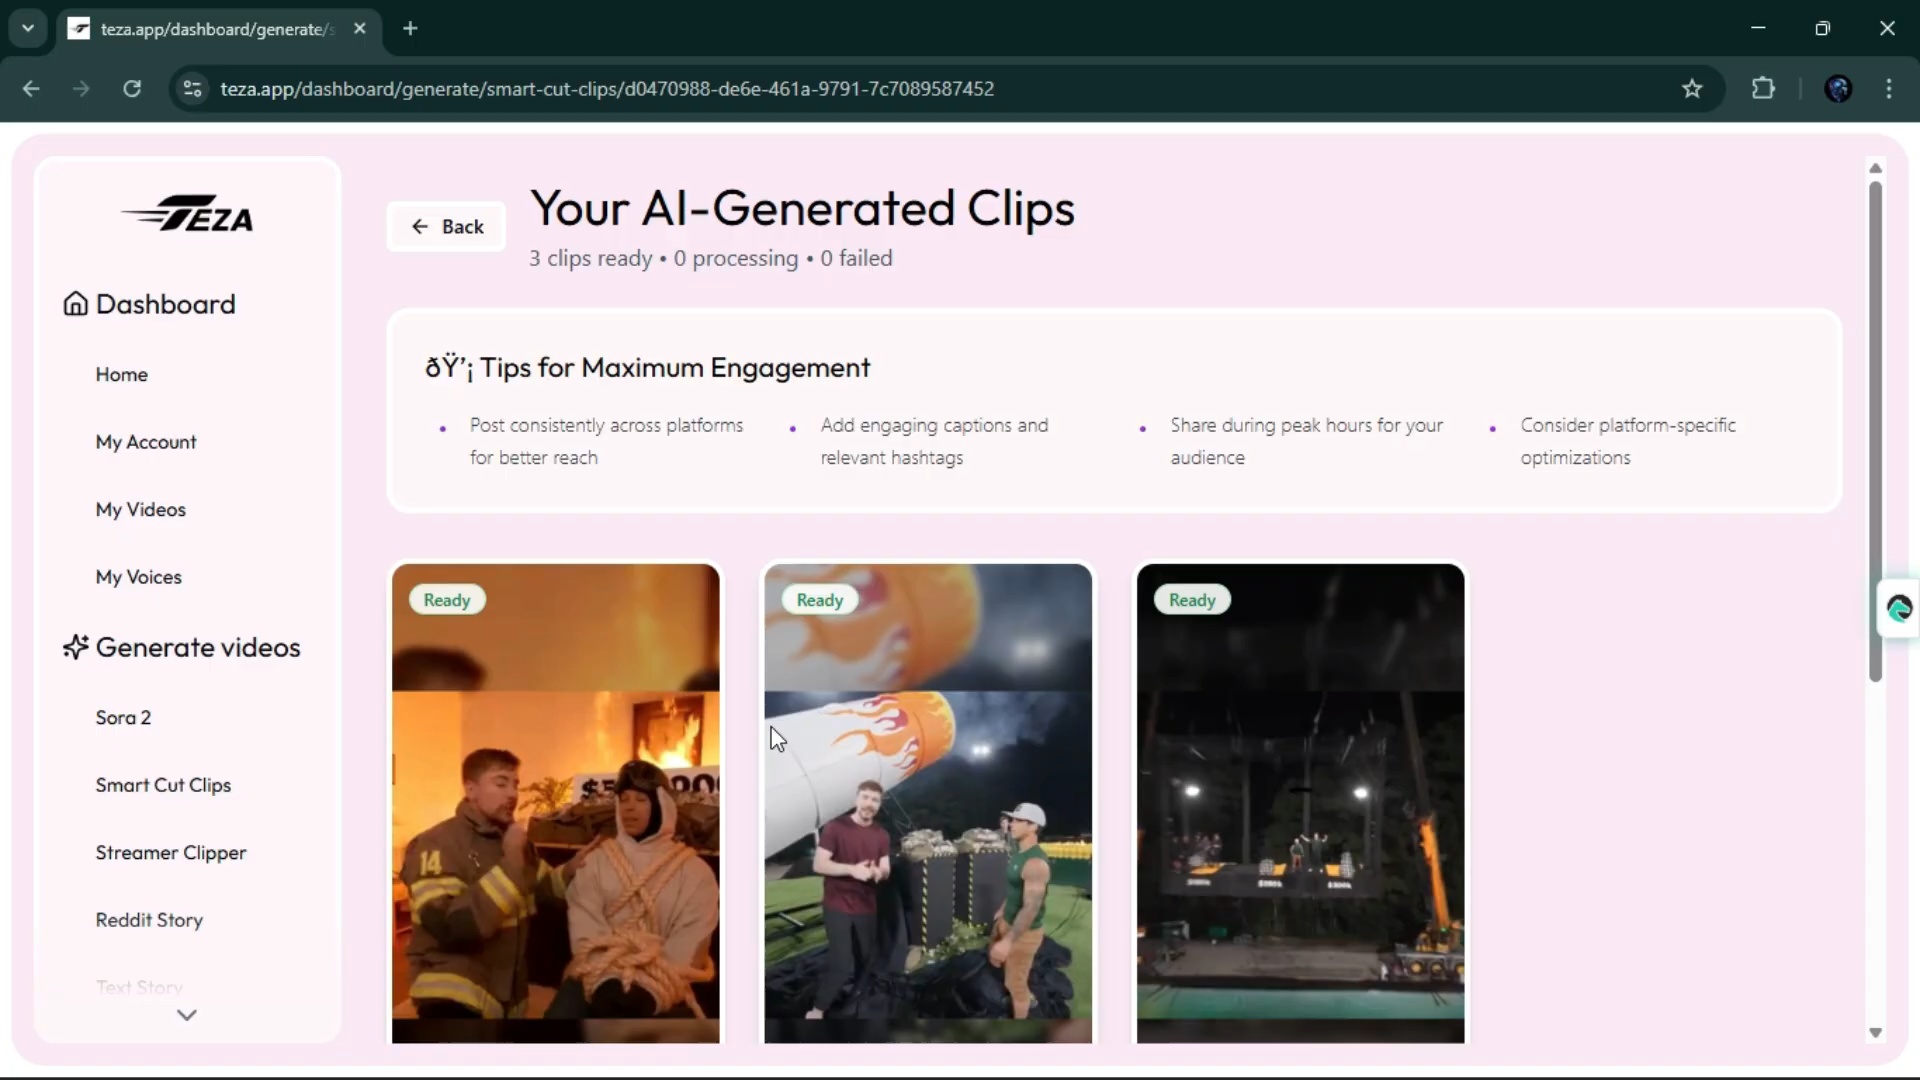 teza.app/dashboard/generate/s
teza.app/dashboard/generate/smart-cut-clips/d0470988-de6e-461a-9791-7c7089587452
TEZA
Dashboard
Home
My Account
My Videos
My Voices
Generate videos
Sora 2
Smart Cut Clips
Streamer Clipper
Reddit Story
Text Story
Back
Your AI-Generated Clips
3 clips ready • 0 processing • 0 failed
ðŸ’¡ Tips for Maximum Engagement
Post consistently across platforms
for better reach
Add engaging captions and
relevant hashtags
Share during peak hours for your
audience
Consider platform-specific
optimizations
Ready
Ready
Ready
14